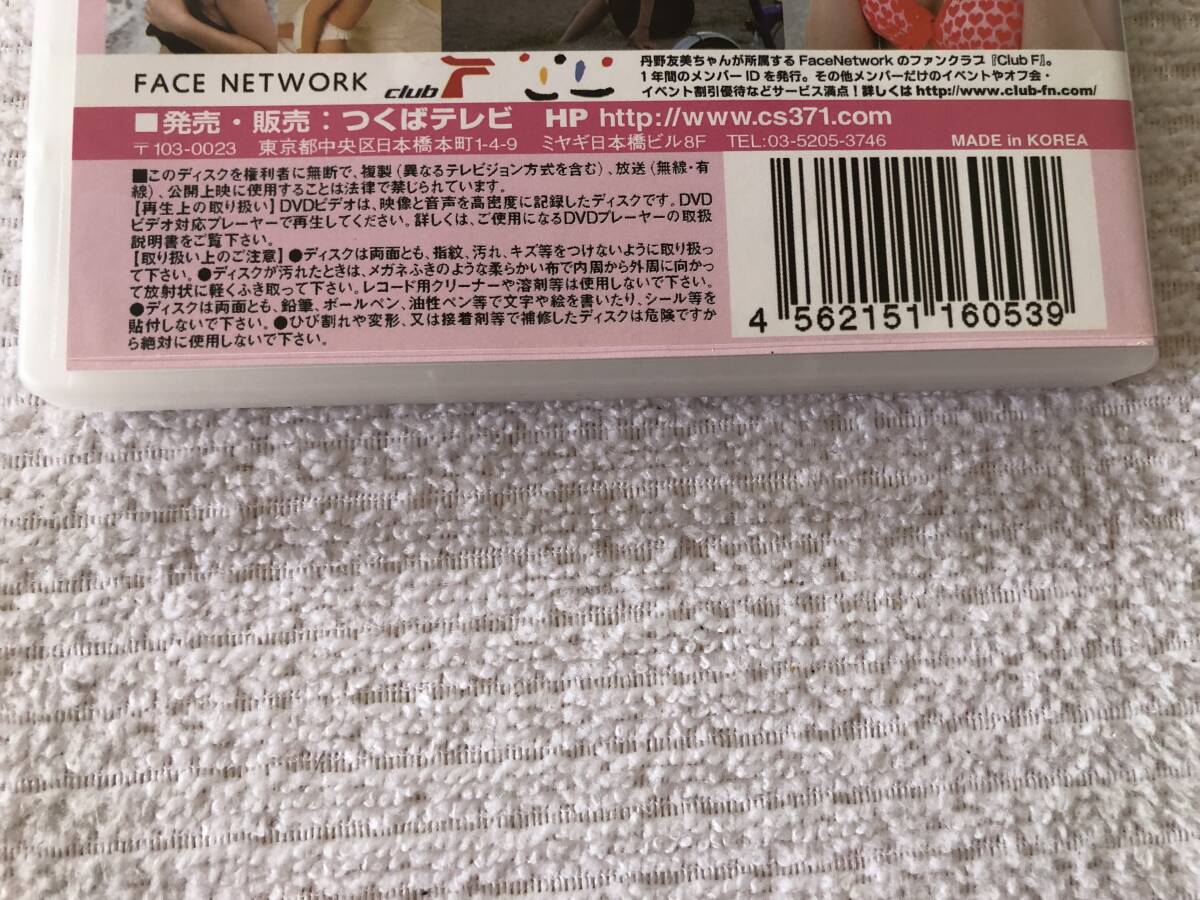 FACE NETWORK
club F
丹野友美ちゃんが所属する FaceNetwork のファンクラブ『Club F』。
1年間のメンバー ID を発行。その他メンバーだけのイベントやオフ会・
イベント割引優待などサービス満点！詳しくは http://www.club-fn.com/
■発売・販売：つくばテレビ HP http://www.cs371.com
〒103-0023 東京都中央区日本橋本町1-4-9 ミヤギ日本橋ビル8F TEL:03-5205-3746 MADE in KOREA
■このディスクを権利者に無断で、複製（異なるテレビジョン方式を含む）、放送（無線・有
線）、公開上映に使用することは法律で禁じられています。
【再生上の取り扱い】DVDビデオは、映像と音声を高密度に記録したディスクです。DVD
ビデオ対応プレーヤーで再生してください。詳しくは、ご使用になるDVDプレーヤーの取扱
説明書をご覧下さい。
【取り扱い上のご注意】●ディスクは両面とも、指紋、汚れ、キズ等をつけないように取り扱っ
て下さい。●ディスクが汚れたときは、メガネふきのような柔らかい布で内周から外周に向かっ
て放射状に軽くふき取って下さい。レコード用クリーナーや溶剤等は使用しないで下さい。
●ディスクは両面とも、鉛筆、ボールペン、油性ペン等で文字や絵を書いたり、シール等を
貼付しないで下さい。●ひび割れや変形、又は接着剤等で補修したディスクは危険ですか
ら絶対に使用しないで下さい。
4 562151 160539